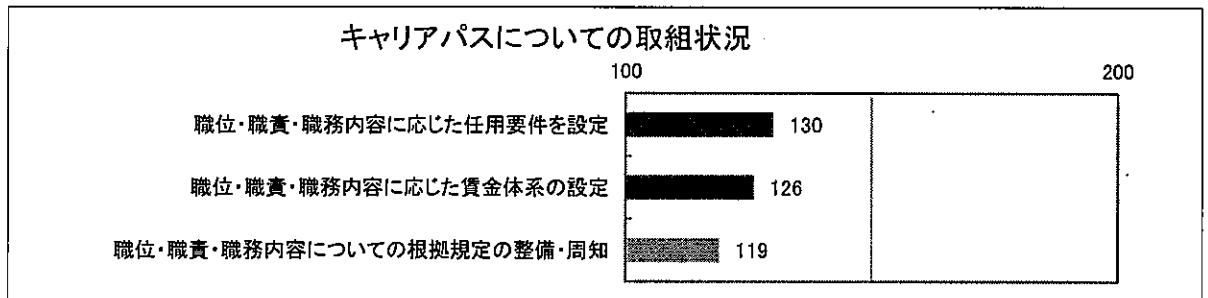 キャリアパスについての取組状況
100 200
職位・職責・職務内容に応じた任用要件を設定 130
職位・職責・職務内容に応じた賃金体系の設定 126
職位・職責・職務内容についての根拠規定の整備・周知 119